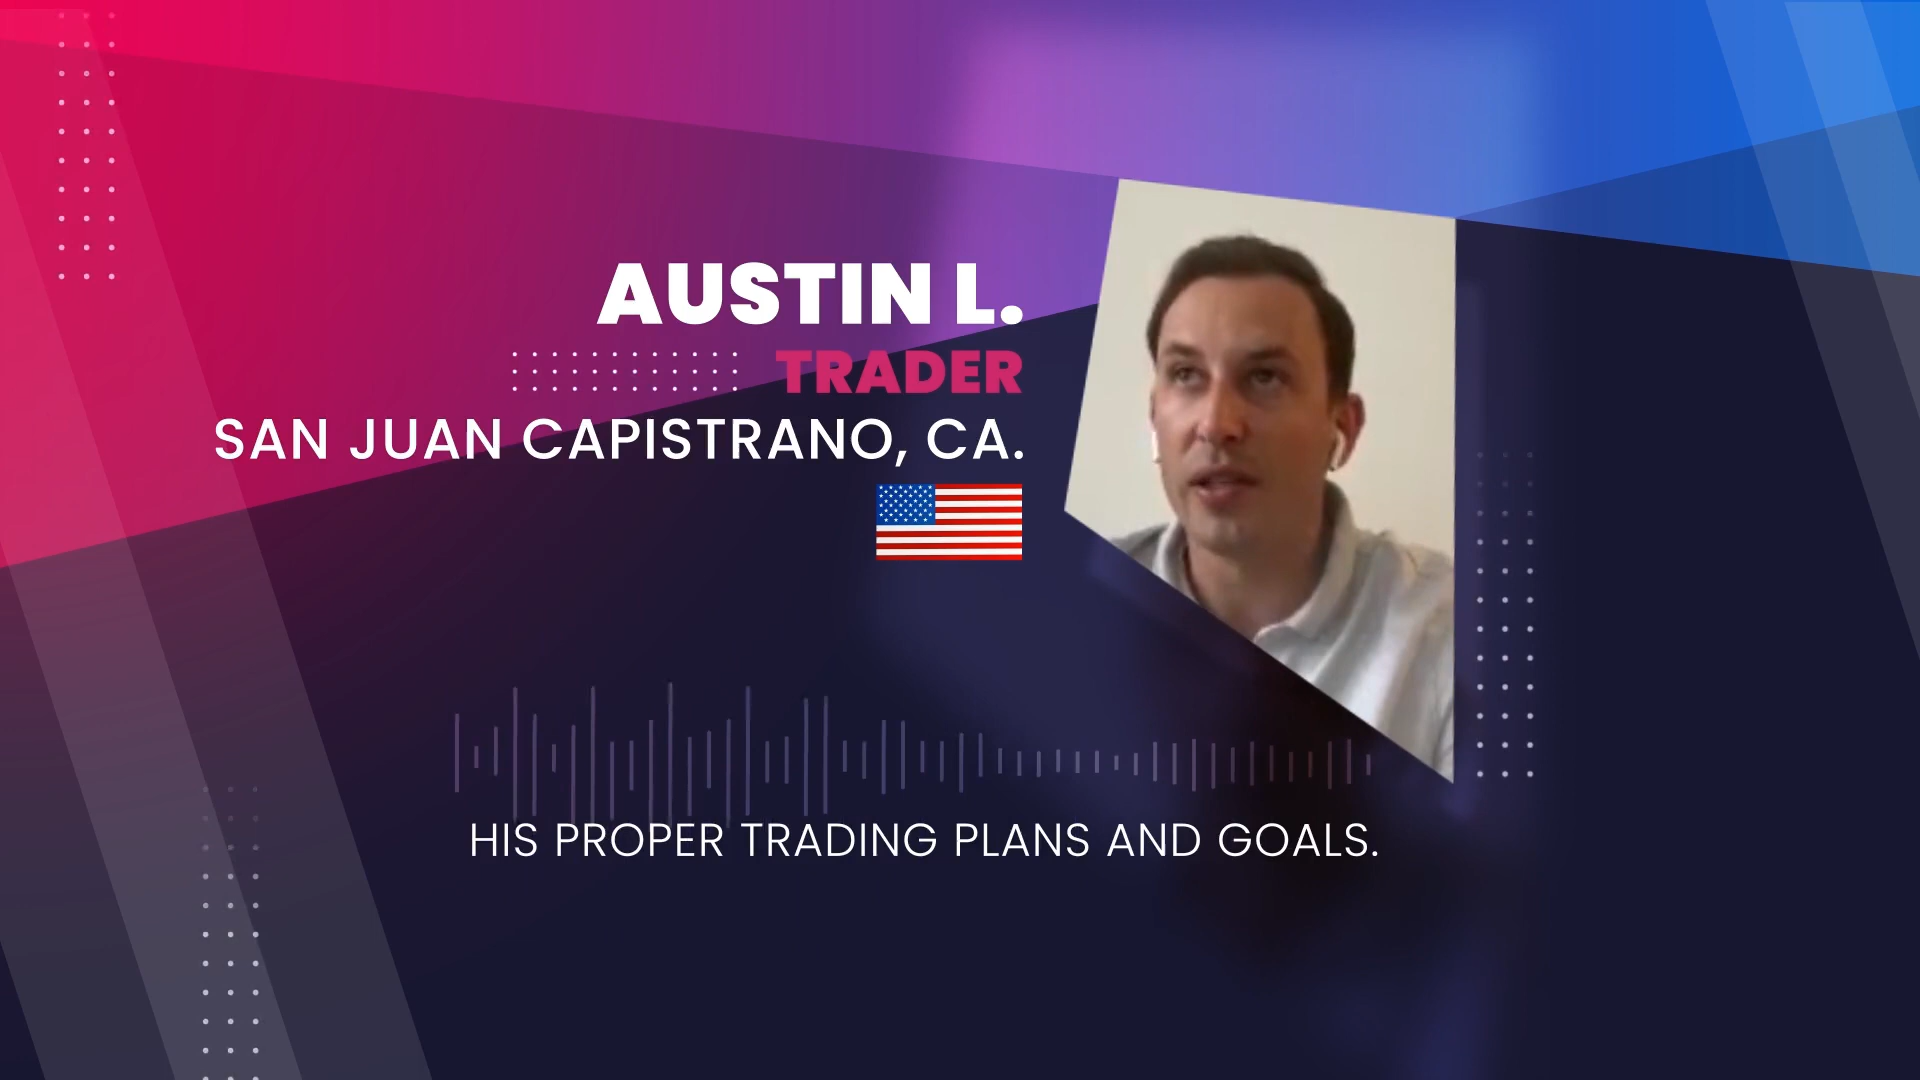 AUSTIN L.
TRADER
SAN JUAN CAPISTRANO, CA.
HIS PROPER TRADING PLANS AND GOALS.